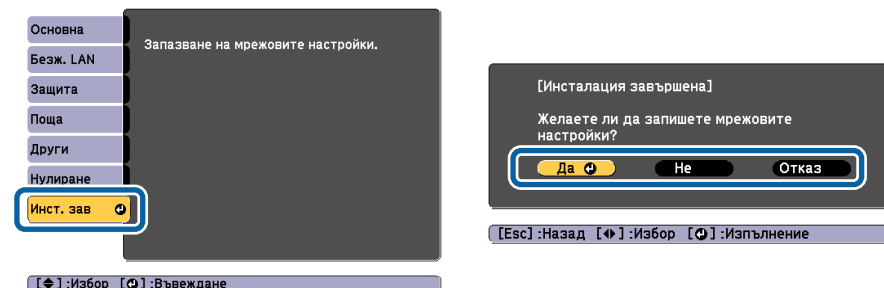 Основна
Безж. LAN
Защита
Поща
Други
Нулиране
Инст. зав
Запазване на мрежовите настройки.
[ ] :Избор [ ] :Въвеждане
[Инсталация завършена]
Желаете ли да запишете мрежовите
настройки?
Да Не Отказ
[Esc] :Назад [ ] :Избор [ ] :Изпълнение